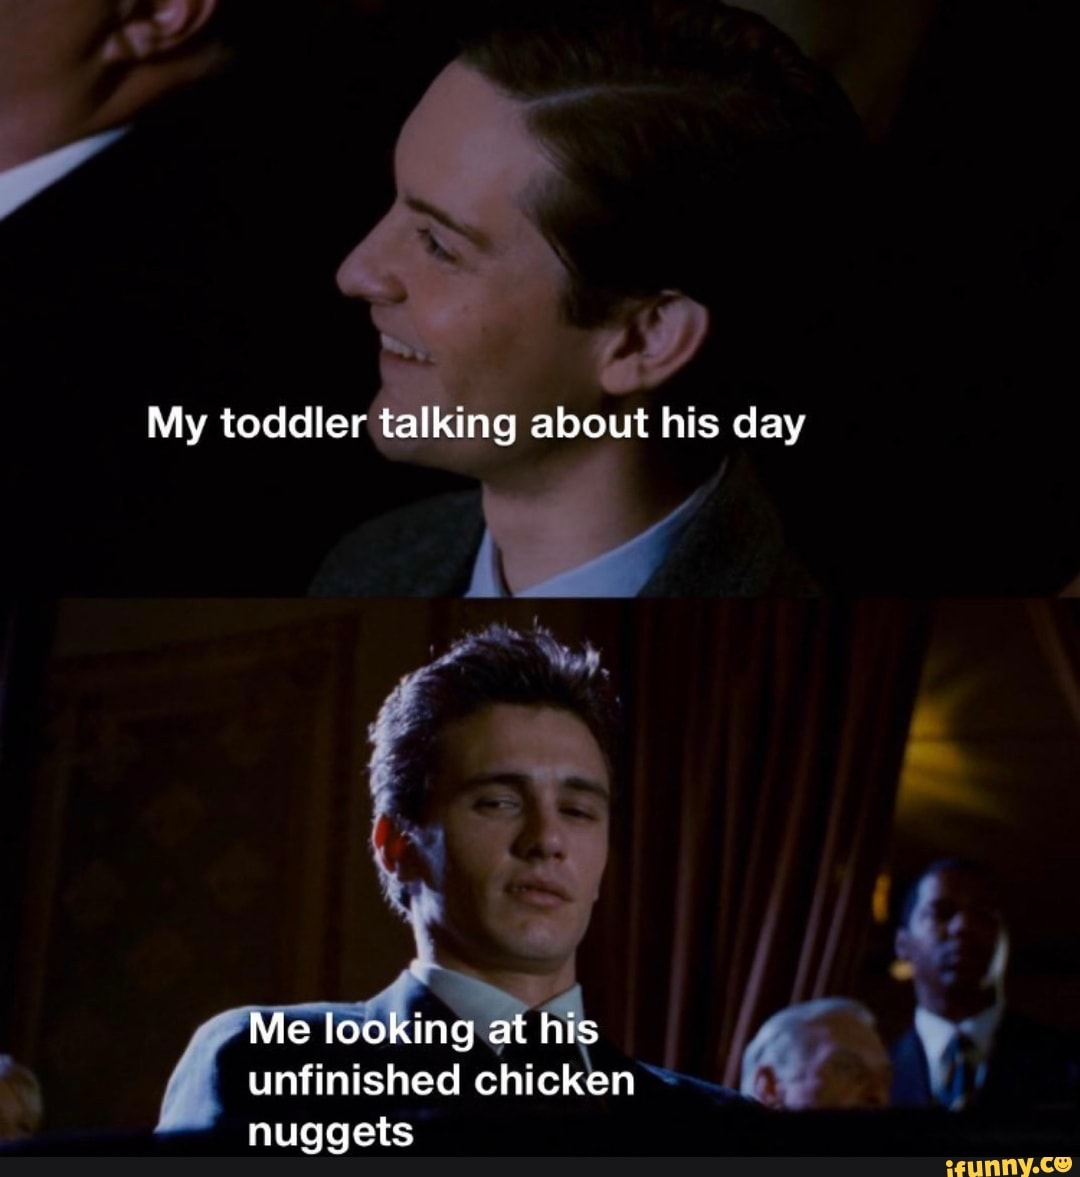 My toddler talking about his day
Me looking at his
unfinished chicken
nuggets
ifunny.co